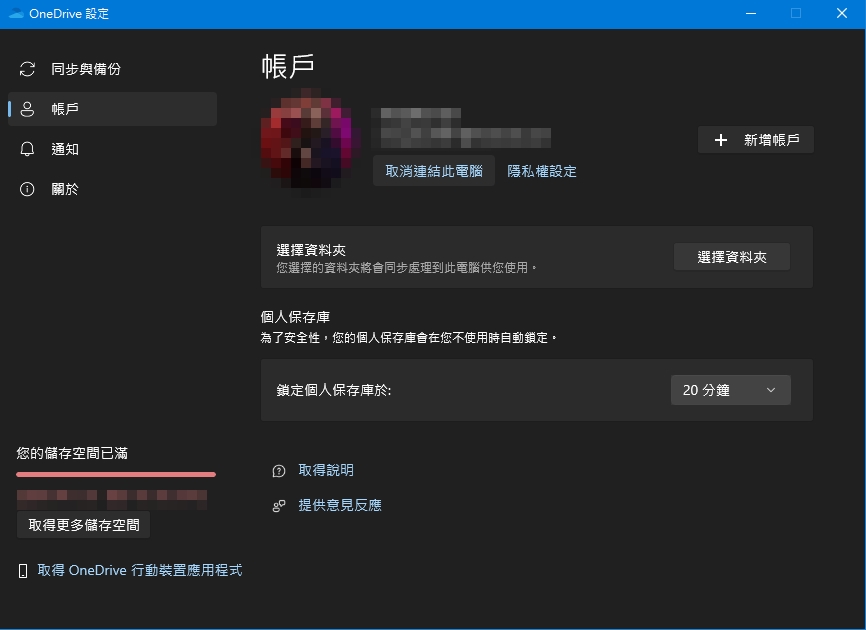 OneDrive 設定
同步與備份
帳戶
通知
關於
您的儲存空間已滿
取得更多儲存空間
取得 OneDrive 行動裝置應用程式
帳戶
取消連結此電腦
隱私權設定
新增帳戶
選擇資料夾
您選擇的資料夾將會同步處理到此電腦供您使用。
選擇資料夾
個人保存庫
為了安全性，您的個人保存庫會在您不使用時自動鎖定。
鎖定個人保存庫於:
20 分鐘
取得說明
提供意見反應